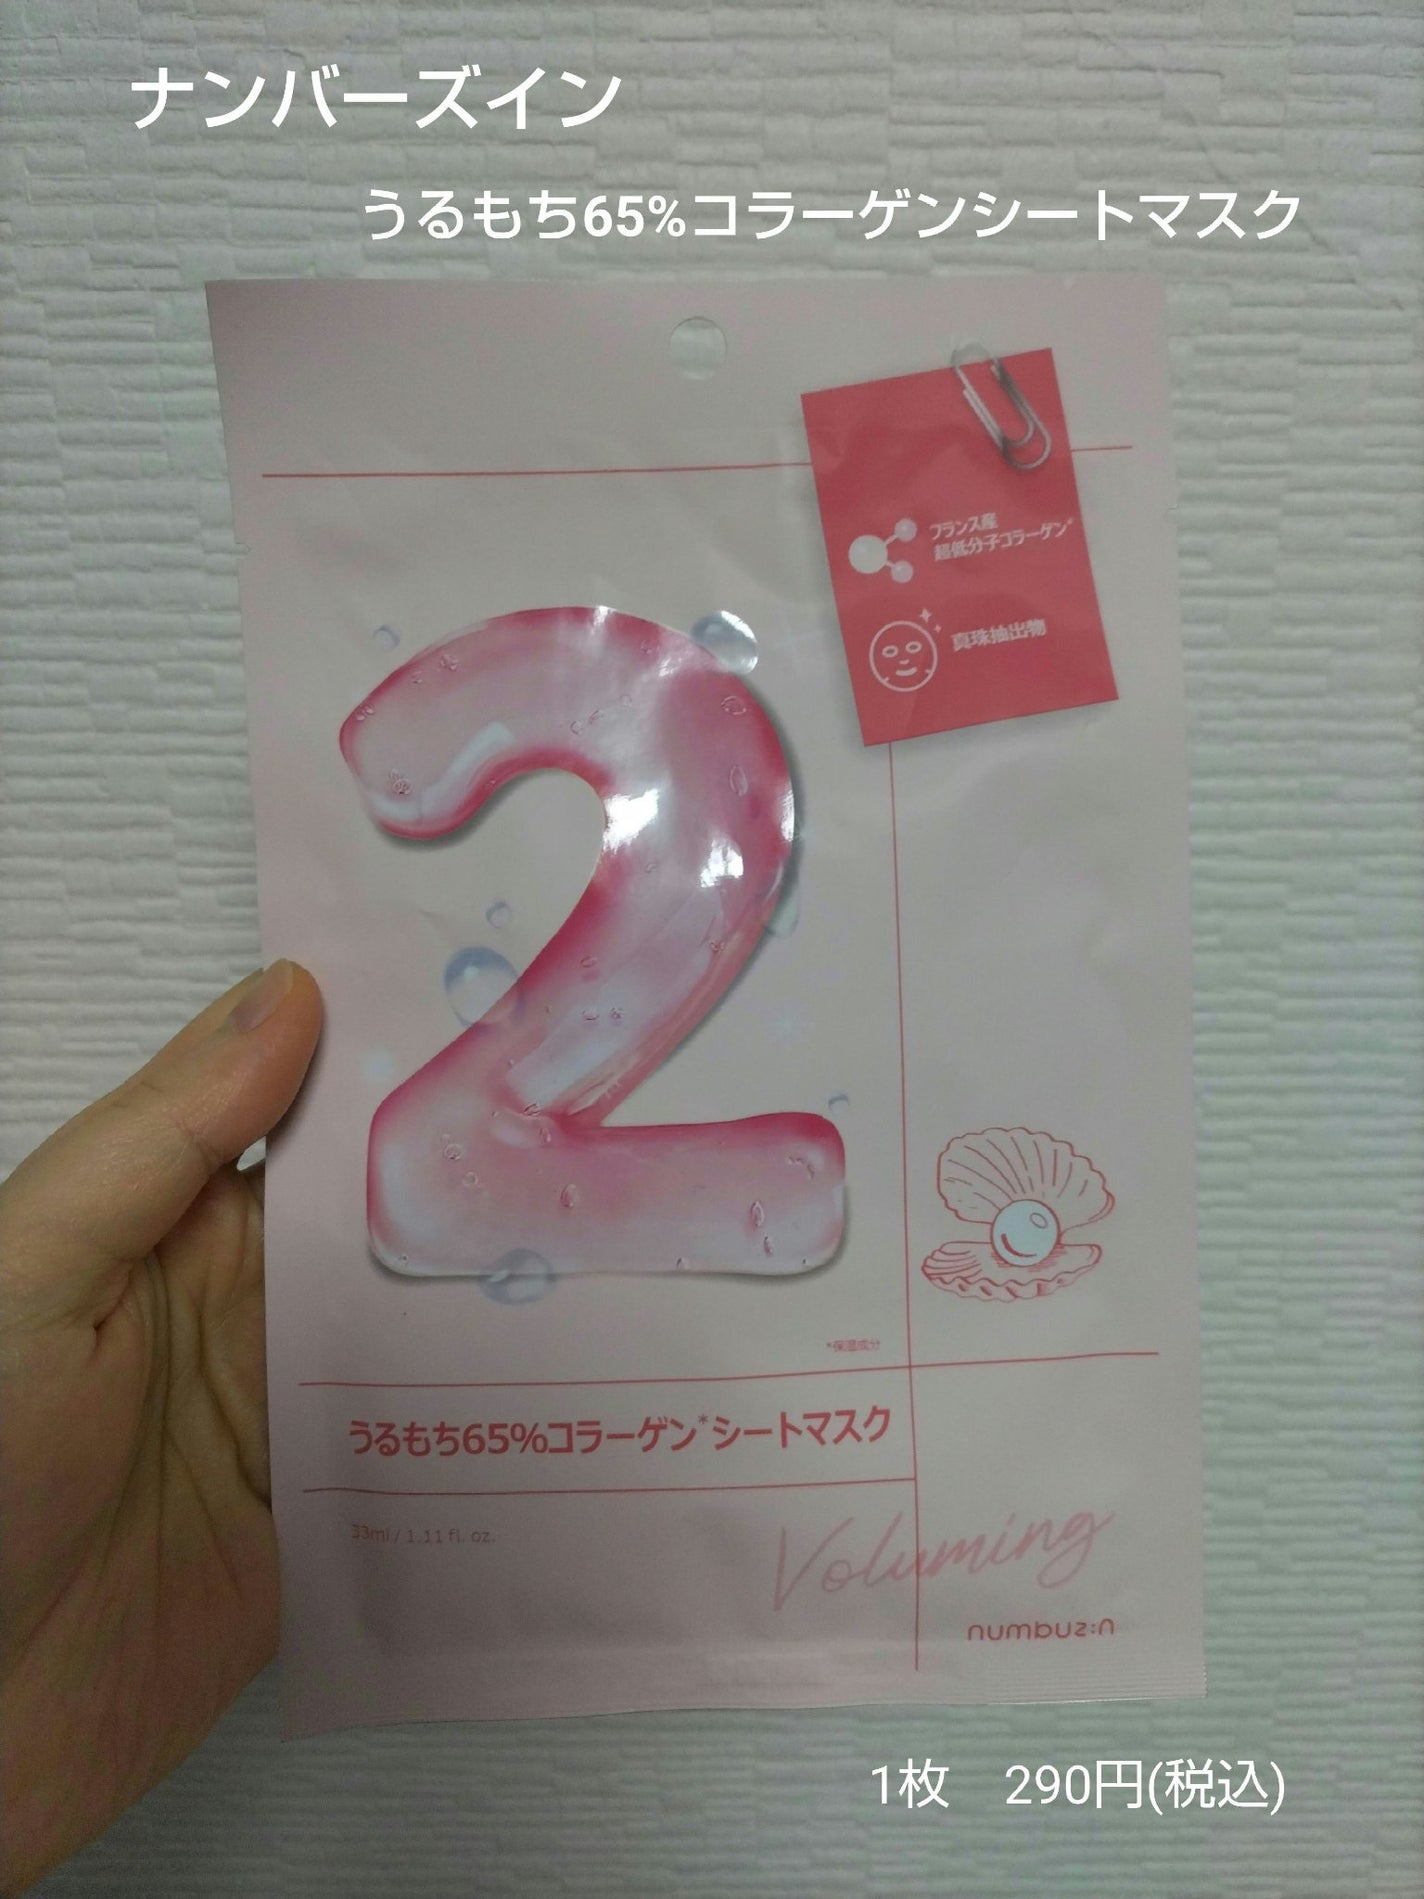 ナンバーズイン
うるもち65%コラーゲンシートマスク
フランス産
超低分子コラーゲン*
真珠抽出物
2
*保湿成分
うるもち65%コラーゲン*シートマスク
33ml / 1.11 fl. oz.
Voluming
numbuz:n
1枚　290円(税込)